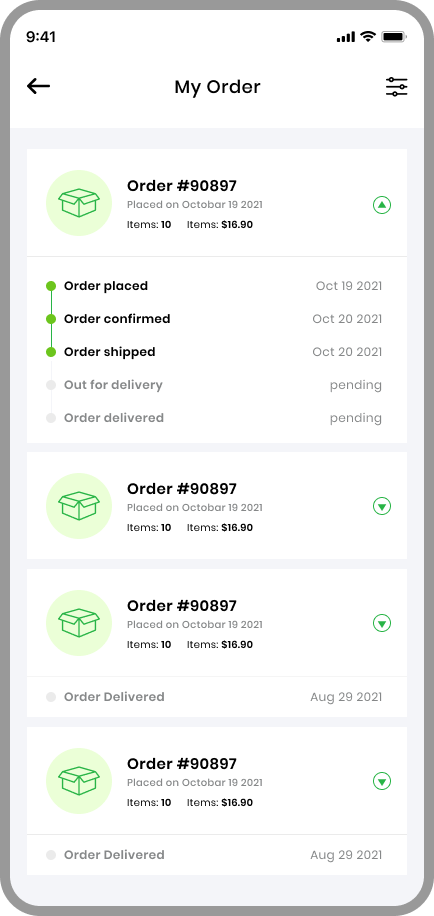 9:41
My Order
Order #90897
Placed on Octobar 19 2021
Items: 10 Items: $16.90
Order placed Oct 19 2021
Order confirmed Oct 20 2021
Order shipped Oct 20 2021
Out for delivery pending
Order delivered pending
Order #90897
Placed on Octobar 19 2021
Items: 10 Items: $16.90
Order #90897
Placed on Octobar 19 2021
Items: 10 Items: $16.90
Order Delivered Aug 29 2021
Order #90897
Placed on Octobar 19 2021
Items: 10 Items: $16.90
Order Delivered Aug 29 2021